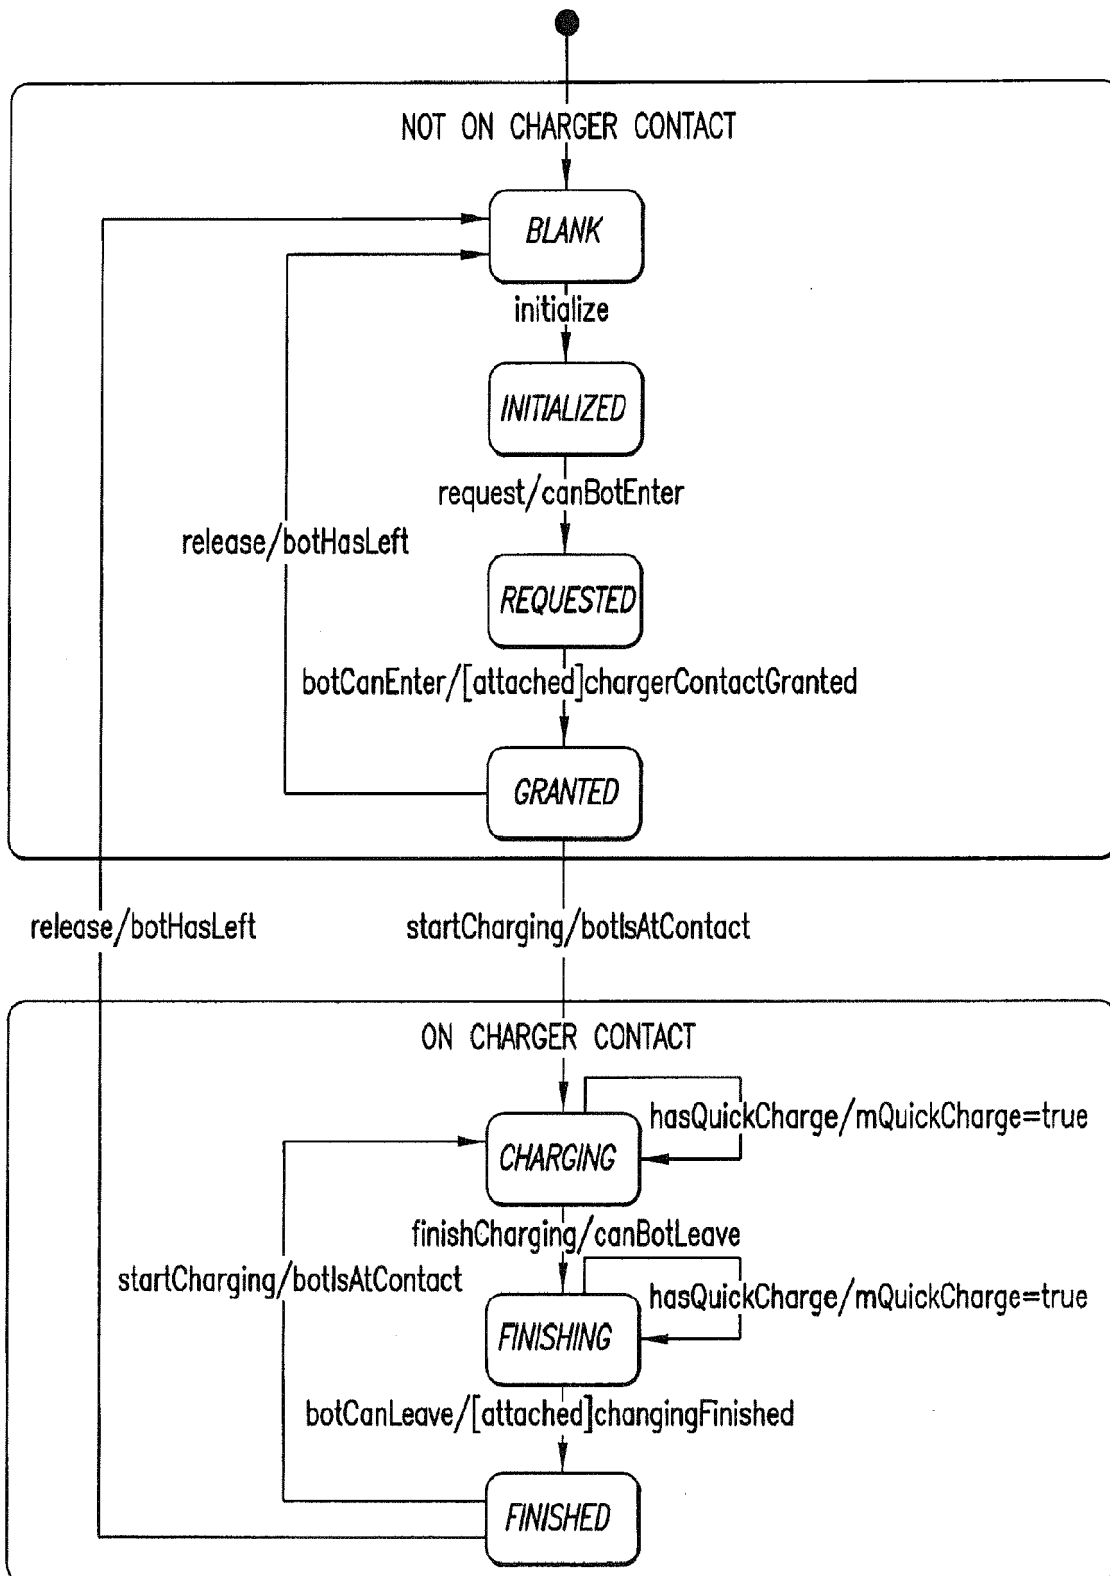 NOT ON CHARGER CONTACT
BLANK
initialize
INITIALIZED
request/canBotEnter
release/botHasLeft
REQUESTED
botCanEnter/[attached]chargerContactGranted
GRANTED
release/botHasLeft
startCharging/botIsAtContact
ON CHARGER CONTACT
hasQuickCharge/mQuickCharge=true
CHARGING
finishCharging/canBotLeave
startCharging/botIsAtContact
hasQuickCharge/mQuickCharge=true
FINISHING
botCanLeave/[attached]changingFinished
FINISHED